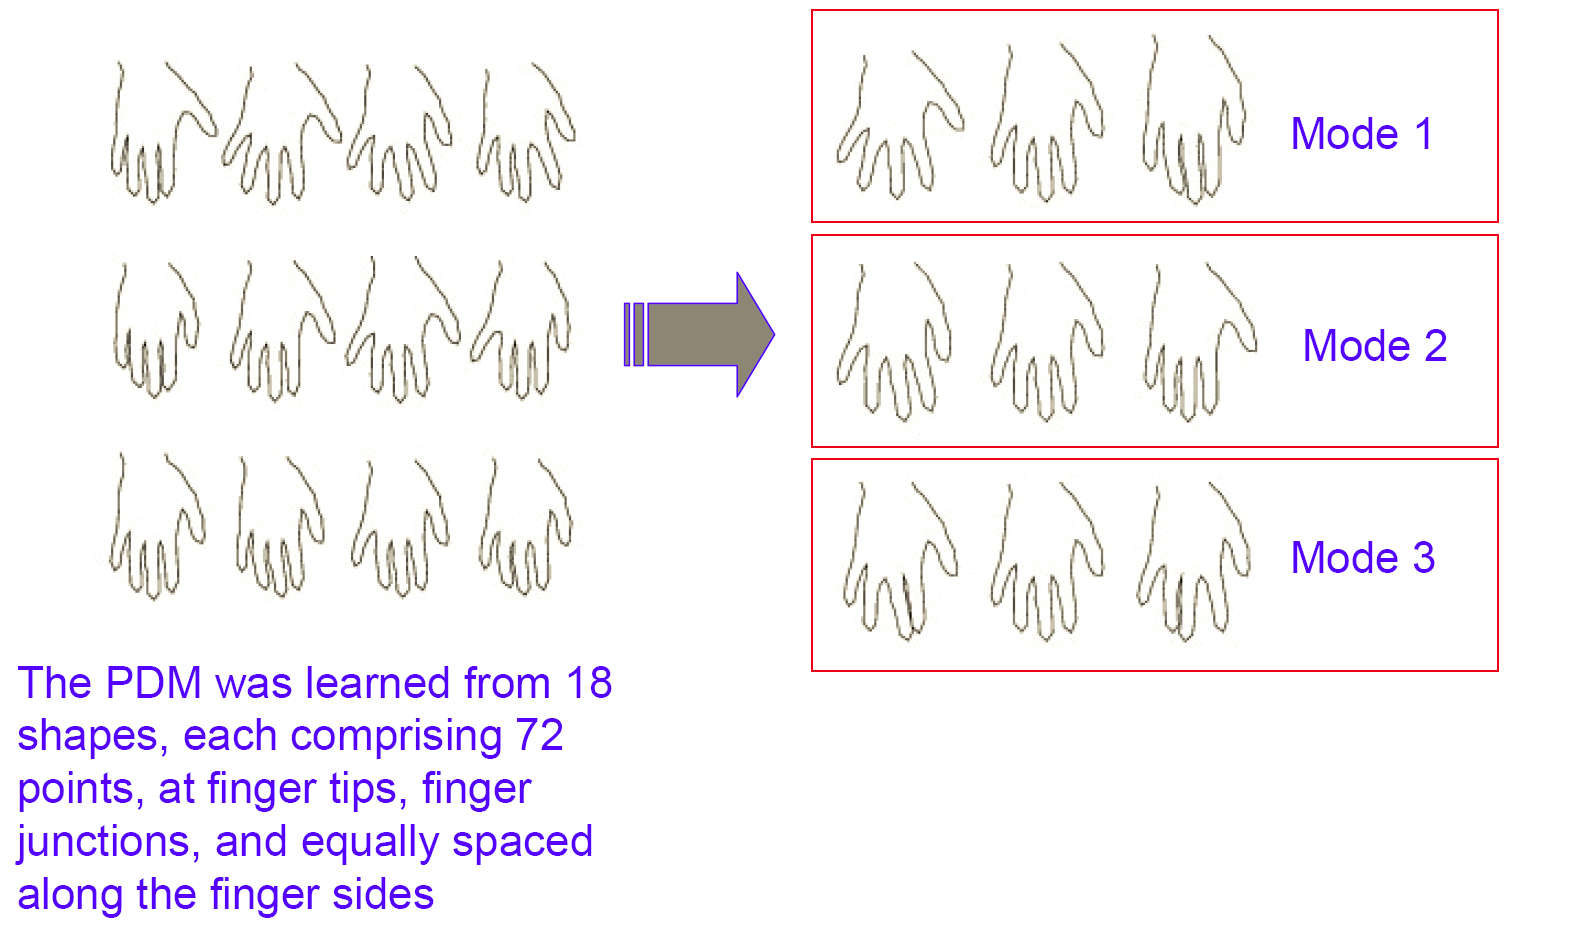 Mode 1
Mode 2
Mode 3
The PDM was learned from 18
shapes, each comprising 72
points, at finger tips, finger
junctions, and equally spaced
along the finger sides